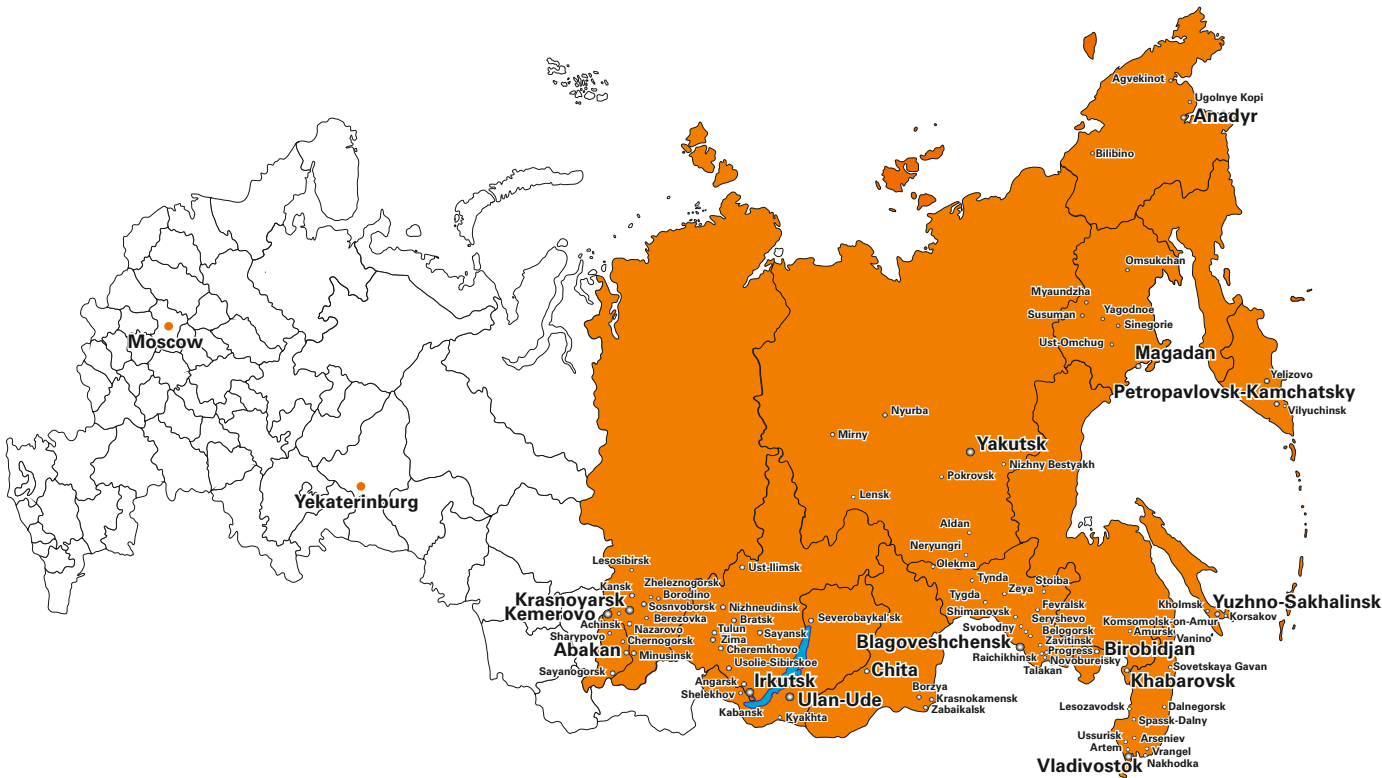 Agvekinot
Ugolnye Kopi
Anadyr
Bilibino
Omsukchan
Myaundzha
Yagodnoe
Susuman
Sinegorie
Ust-Omchug
Moscow
Magadan
Yelizovo
Petropavlovsk-Kamchatsky
Vilyuchinsk
Nyurba
Mirny
Yakutsk
Nizhny Bestyakh
Pokrovsk
Lensk
Yekaterinburg
Aldan
Neryungri
Olekma
Lesosibirsk
Ust-Ilimsk
Tynda
Stoiba
Zeya
Kansk
Zheleznogorsk
Borodino
Tygda
Krasnoyarsk
Sosnvoborsk
Nizhneudinsk
Fevralsk
Kholmsk
Yuzhno-Sakhalinsk
Kemerovo
Berezovka
Bratsk
Severobaykal'sk
Shimanovsk
Seryshevo
Korsakov
Achinsk
Nazarovo
Tulun
Sayansk
Svobodny
Belogorsk
Komsomolsk-on-Amur
Amursk
Sharypovo
Chernogorsk
Zima
Blagoveshchensk
Zavitinsk
Vanino
Abakan
Minusinsk
Cheremkhovo
Progress
Birobidjan
Usolie-Sibirskoe
Raichikhinsk
Novobureisky
Sayanogorsk
Chita
Talakan
Sovetskaya Gavan
Angarsk
Irkutsk
Khabarovsk
Shelekhov
Ulan-Ude
Borzya
Krasnokamensk
Kabansk
Kyakhta
Zabaikalsk
Lesozavodsk
Dalnegorsk
Spassk-Dalny
Ussurisk
Arseniev
Artem
Vrangel
Vladivostok
Nakhodka